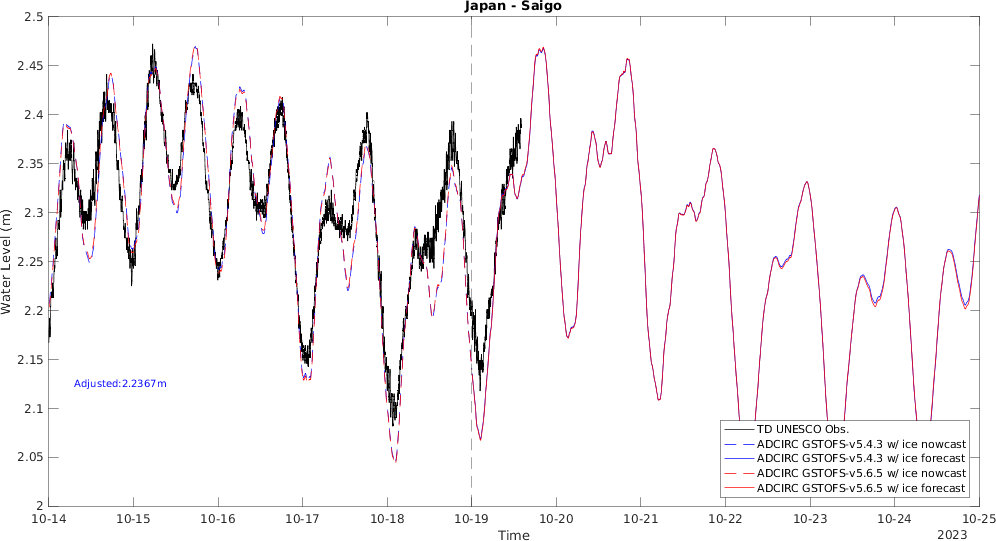 Japan - Saigo
Water Level (m)
2.5
2.45
2.4
2.35
2.3
2.25
2.2
2.15
2.1
2.05
2
Adjusted:2.2367m
TD UNESCO Obs.
ADCIRC GSTOFS-v5.4.3 w/ ice nowcast
ADCIRC GSTOFS-v5.4.3 w/ ice forecast
ADCIRC GSTOFS-v5.6.5 w/ ice nowcast
ADCIRC GSTOFS-v5.6.5 w/ ice forecast
10-14 10-15 10-16 10-17 10-18 10-19 10-20 10-21 10-22 10-23 10-24 10-25
Time
2023